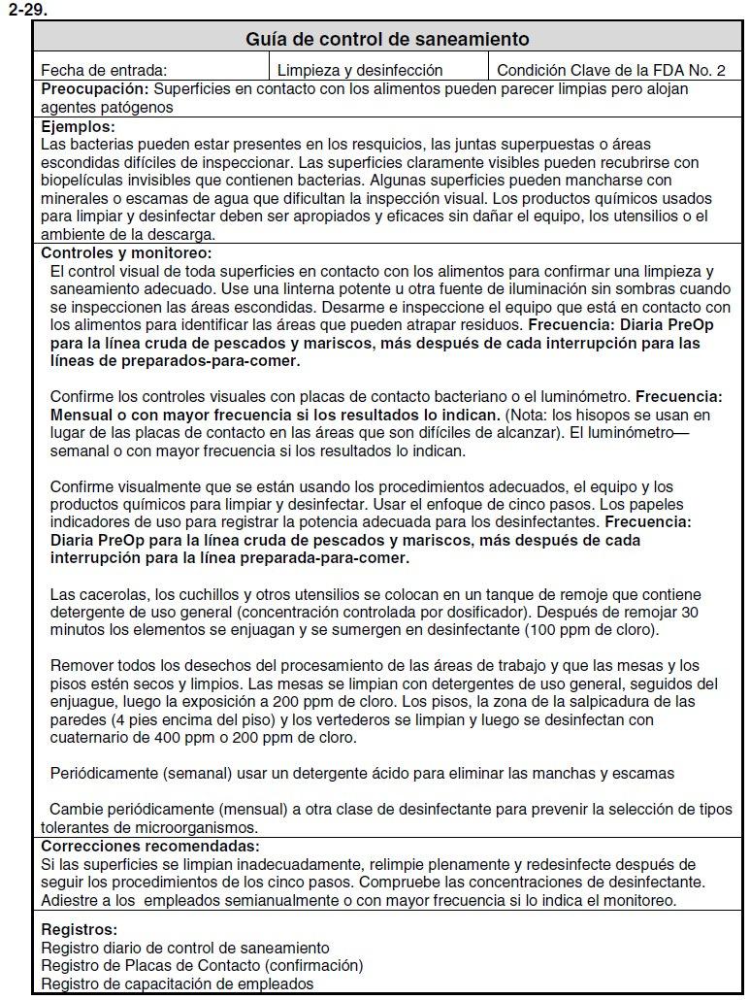 2-29.
Guía de control de saneamiento
Fecha de entrada: Limpieza y desinfección Condición Clave de la FDA No. 2
Preocupación: Superficies en contacto con los alimentos pueden parecer limpias pero alojan
agentes patógenos
Ejemplos:
Las bacterias pueden estar presentes en los resquicios, las juntas superpuestas o áreas
escondidas difíciles de inspeccionar. Las superficies claramente visibles pueden recubrirse con
biopelículas invisibles que contienen bacterias. Algunas superficies pueden mancharse con
minerales o escamas de agua que dificultan la inspección visual. Los productos químicos usados
para limpiar y desinfectar deben ser apropiados y eficaces sin dañar el equipo, los utensilios o el
ambiente de la descarga.
Controles y monitoreo:
El control visual de toda superficies en contacto con los alimentos para confirmar una limpieza y
saneamiento adecuado. Use una linterna potente u otra fuente de iluminación sin sombras cuando
se inspeccionen las áreas escondidas. Desarme e inspeccione el equipo que está en contacto con
los alimentos para identificar las áreas que pueden atrapar residuos. Frecuencia: Diaria PreOp
para la línea cruda de pescados y mariscos, más después de cada interrupción para las
líneas de preparados-para-comer.
Confirme los controles visuales con placas de contacto bacteriano o el luminómetro. Frecuencia:
Mensual o con mayor frecuencia si los resultados lo indican. (Nota: los hisopos se usan en
lugar de las placas de contacto en las áreas que son difíciles de alcanzar). El luminómetro—
semanal o con mayor frecuencia si los resultados lo indican.
Confirme visualmente que se están usando los procedimientos adecuados, el equipo y los
productos químicos para limpiar y desinfectar. Usar el enfoque de cinco pasos. Los papeles
indicadores de uso para registrar la potencia adecuada para los desinfectantes. Frecuencia:
Diaria PreOp para la línea cruda de pescados y mariscos, más después de cada
interrupción para la línea preparada-para-comer.
Las cacerolas, los cuchillos y otros utensilios se colocan en un tanque de remoje que contiene
detergente de uso general (concentración controlada por dosificador). Después de remojar 30
minutos los elementos se enjuagan y se sumergen en desinfectante (100 ppm de cloro).
Remover todos los desechos del procesamiento de las áreas de trabajo y que las mesas y los
pisos estén secos y limpios. Las mesas se limpian con detergentes de uso general, seguidos del
enjuague, luego la exposición a 200 ppm de cloro. Los pisos, la zona de la salpicadura de las
paredes (4 pies encima del piso) y los vertederos se limpian y luego se desinfectan con
cuaternario de 400 ppm o 200 ppm de cloro.
Periódicamente (semanal) usar un detergente ácido para eliminar las manchas y escamas
Cambie periódicamente (mensual) a otra clase de desinfectante para prevenir la selección de tipos
tolerantes de microorganismos.
Correcciones recomendadas:
Si las superficies se limpian inadecuadamente, relimpie plenamente y redesinfecte después de
seguir los procedimientos de los cinco pasos. Compruebe las concentraciones de desinfectante.
Adiestre a los empleados semianualmente o con mayor frecuencia si lo indica el monitoreo.
Registros:
Registro diario de control de saneamiento
Registro de Placas de Contacto (confirmación)
Registro de capacitación de empleados